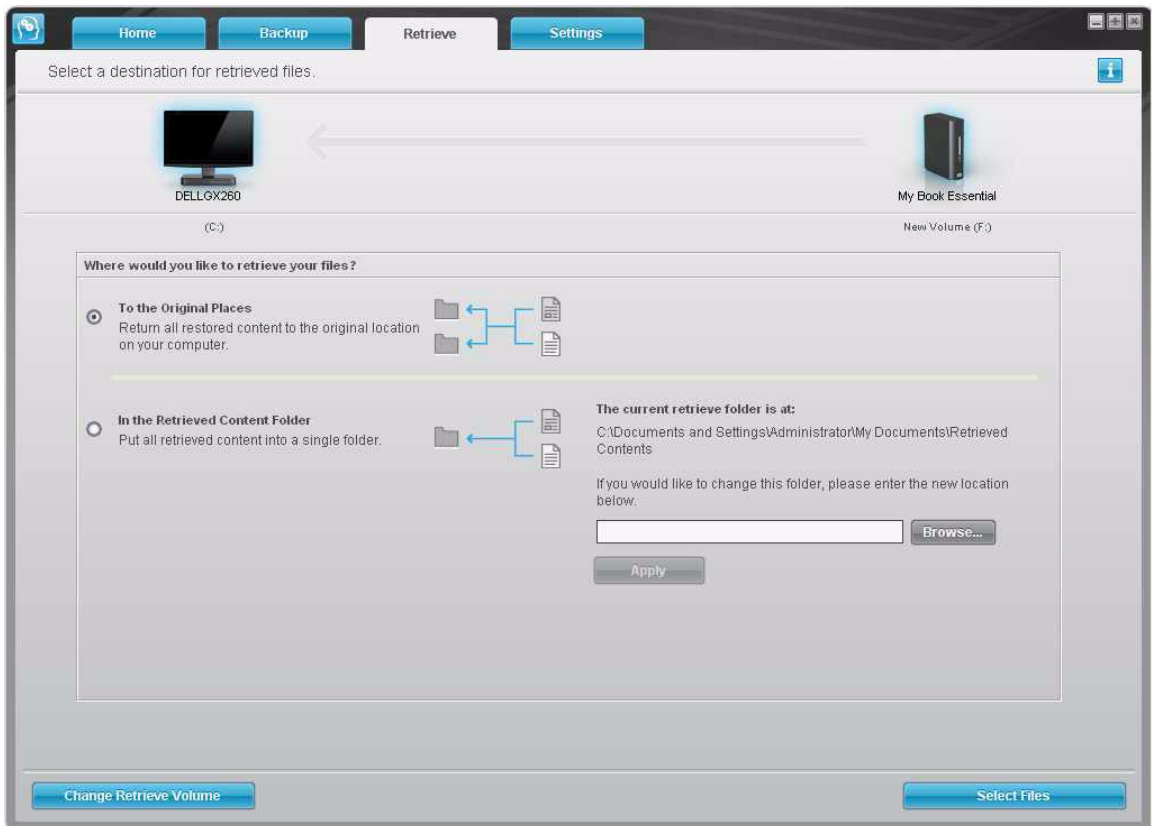 Home Backup Retrieve Settings
Select a destination for retrieved files.
i
DELLGX260
My Book Essential
(C:)
New Volume (F:)
Where would you like to retrieve your files?
To the Original Places
Return all restored content to the original location
on your computer.
In the Retrieved Content Folder
Put all retrieved content into a single folder.
The current retrieve folder is at:
C:\Documents and Settings\Administrator\My Documents\Retrieved
Contents
If you would like to change this folder, please enter the new location
below.
Browse...
Apply
Change Retrieve Volume
Select Files